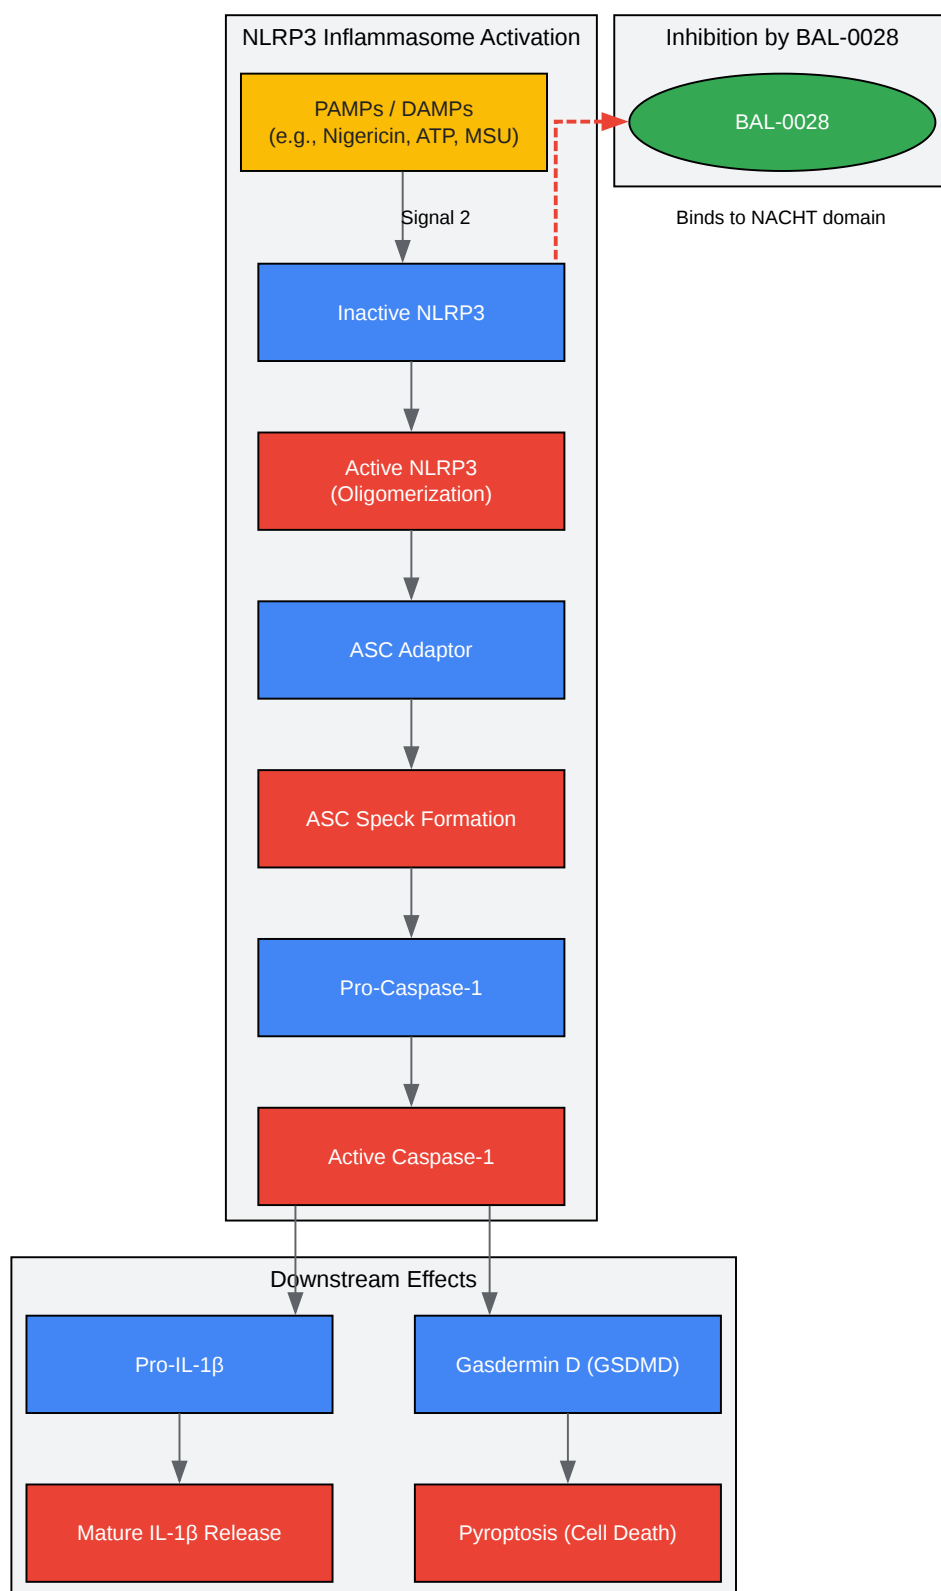 NLRP3 Inflammasome Activation
PAMPs / DAMPs
(e.g., Nigericin, ATP, MSU)
Signal 2
Inactive NLRP3
Active NLRP3
(Oligomerization)
ASC Adaptor
ASC Speck Formation
Pro-Caspase-1
Active Caspase-1
Inhibition by BAL-0028
BAL-0028
Binds to NACHT domain
Downstream Effects
Pro-IL-1β
Gasdermin D (GSDMD)
Mature IL-1β Release
Pyroptosis (Cell Death)